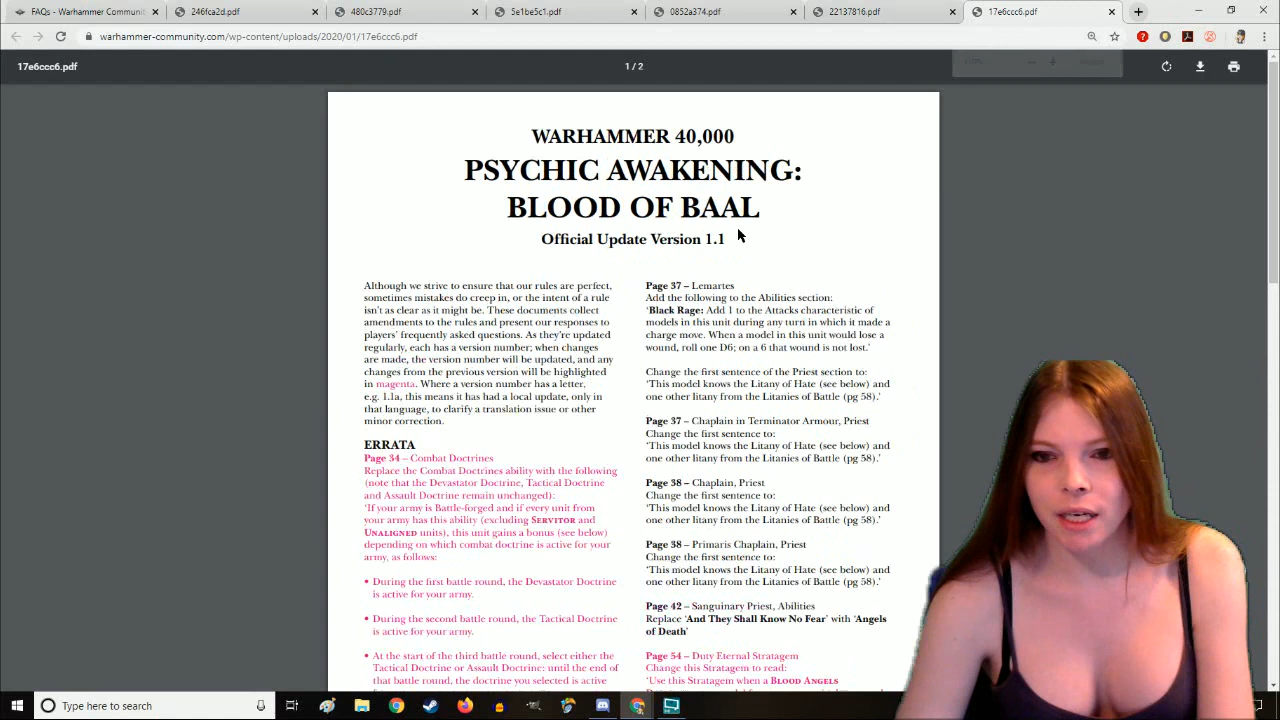 FAQs - Warhammer Communi
246fca2d.pdf
480c3779.pdf
5e1be5c1.pdf
0852a374.pdf
22137816.pdf
17e6ccc6.pdf
warhammer-community.com/wp-content/uploads/2020/01/17e6ccc6.pdf
17e6ccc6.pdf
1 / 2
WARHAMMER 40,000
PSYCHIC AWAKENING:
BLOOD OF BAAL
Official Update Version 1.1
Although we strive to ensure that our rules are perfect,
sometimes mistakes do creep in, or the intent of a rule
isn't as clear as it might be. These documents collect
amendments to the rules and present our responses to
players' frequently asked questions. As they're updated
regularly, each has a version number; when changes
are made, the version number will be updated, and any
changes from the previous version will be highlighted
in magenta. Where a version number has a letter,
e.g. 1.1a, this means it has had a local update, only in
that language, to clarify a translation issue or other
minor correction.
ERRATA
Page 34 – Combat Doctrines
Replace the Combat Doctrines ability with the following
(note that the Devastator Doctrine, Tactical Doctrine
and Assault Doctrine remain unchanged):
'If your army is Battle-forged and if every unit from
your army has this ability (excluding SERVITOR and
UNALIGNED units), this unit gains a bonus (see below)
depending on which combat doctrine is active for your
army, as follows:
• During the first battle round, the Devastator Doctrine
is active for your army.
• During the second battle round, the Tactical Doctrine
is active for your army.
• At the start of the third battle round, select either the
Tactical Doctrine or Assault Doctrine: until the end of
that battle round, the doctrine you selected is active
Page 37 – Lemartes
Add the following to the Abilities section:
'Black Rage: Add 1 to the Attacks characteristic of
models in this unit during any turn in which it made a
charge move. When a model in this unit would lose a
wound, roll one D6; on a 6 that wound is not lost.'
Change the first sentence of the Priest section to:
'This model knows the Litany of Hate (see below) and
one other litany from the Litanies of Battle (pg 58).'
Page 37 – Chaplain in Terminator Armour, Priest
Change the first sentence to:
'This model knows the Litany of Hate (see below) and
one other litany from the Litanies of Battle (pg 58).'
Page 38 – Chaplain, Priest
Change the first sentence to:
'This model knows the Litany of Hate (see below) and
one other litany from the Litanies of Battle (pg 58).'
Page 38 – Primaris Chaplain, Priest
Change the first sentence to:
'This model knows the Litany of Hate (see below) and
one other litany from the Litanies of Battle (pg 58).'
Page 42 – Sanguinary Priest, Abilities
Replace 'And They Shall Know No Fear' with 'Angels
of Death'
Page 54 – Duty Eternal Stratagem
Change this Stratagem to read:
'Use this Stratagem when a BLOOD ANGELS
Type here to search